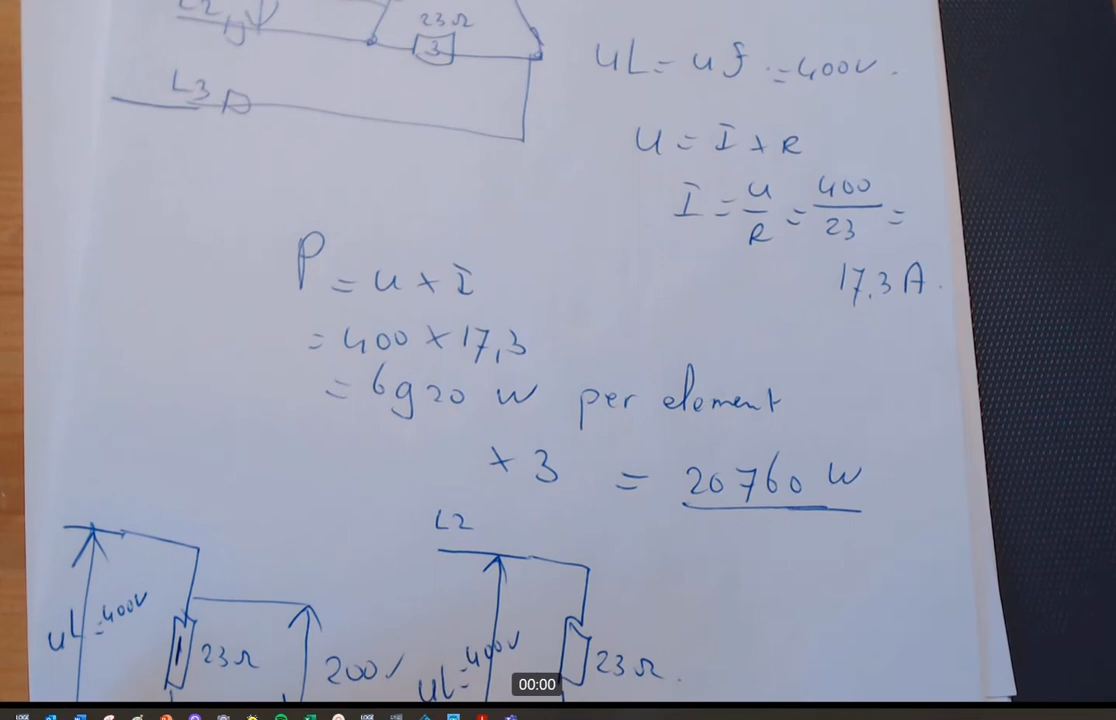 L2
23Ω
3
L3
UL = Uf = 400V.
U = I × R
I = U/R = 400/23 =
17.3 A.
P = U × I
= 400 × 17,3
= 6920 W per element
× 3 = 20760 W
L2
UL = 400V
23Ω
200V
UL = 400V
23Ω.
00:00